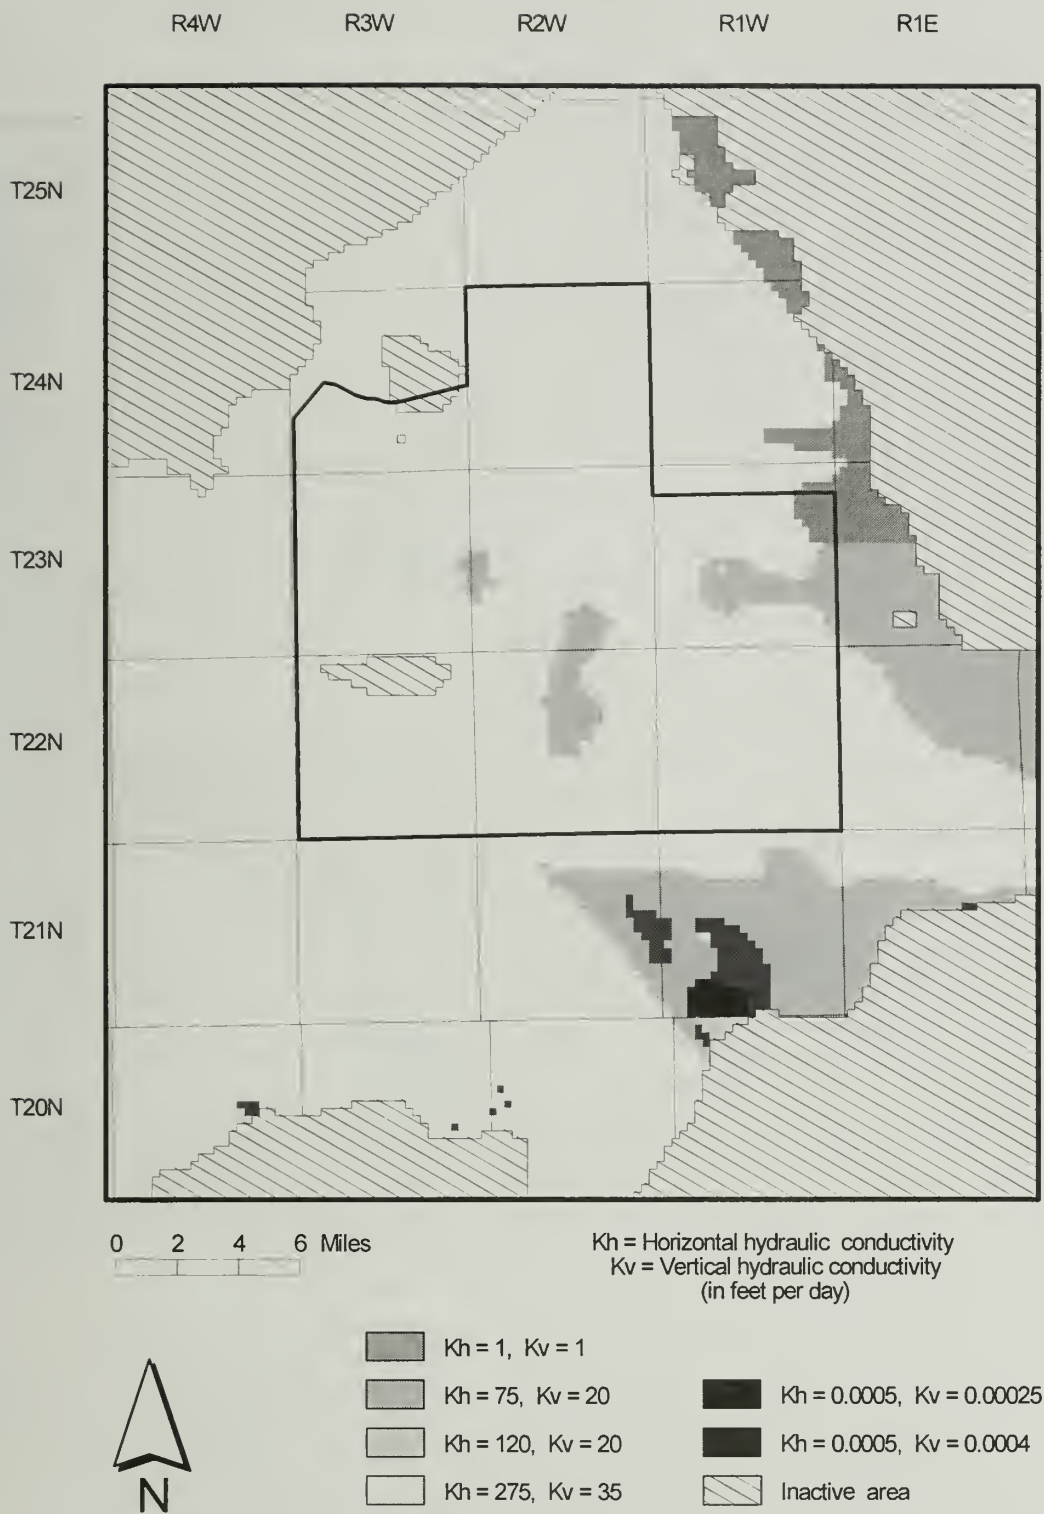 R4W R3W R2W R1W R1E
T25N
T24N
T23N
T22N
T21N
T20N
0 2 4 6 Miles
Kh = Horizontal hydraulic conductivity
Kv = Vertical hydraulic conductivity
(in feet per day)
Kh = 1, Kv = 1
Kh = 75, Kv = 20
Kh = 0.0005, Kv = 0.00025
Kh = 120, Kv = 20
Kh = 0.0005, Kv = 0.0004
Kh = 275, Kv = 35
Inactive area
N